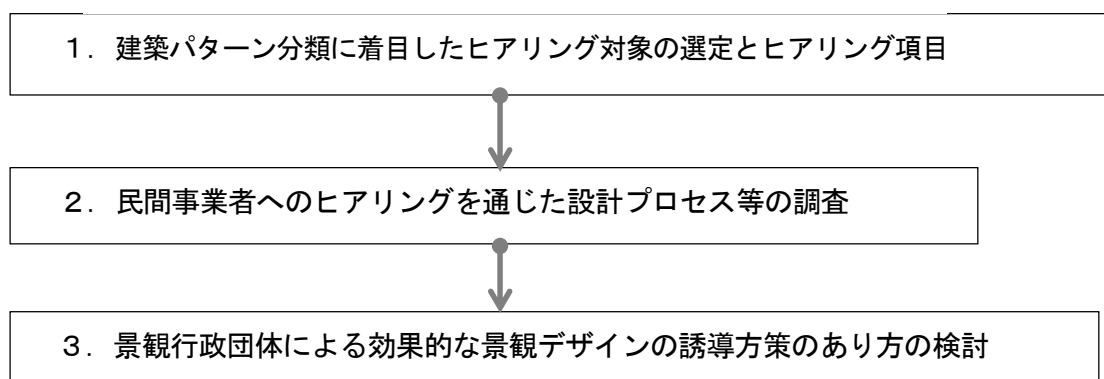 １．建築パターン分類に着目したヒアリング対象の選定とヒアリング項目
２．民間事業者へのヒアリングを通じた設計プロセス等の調査
３．景観行政団体による効果的な景観デザインの誘導方策のあり方の検討